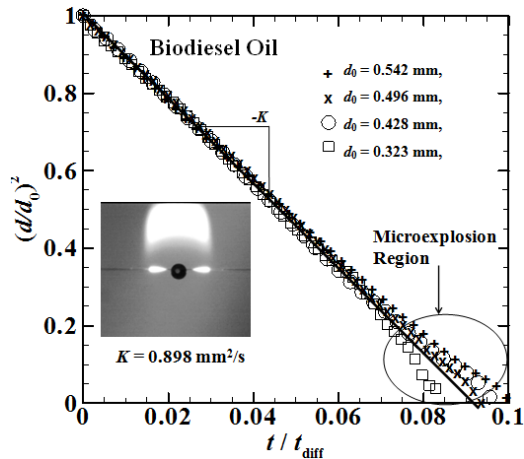 Biodiesel Oil
+ d₀ = 0.542 mm,
x d₀ = 0.496 mm,
○ d₀ = 0.428 mm,
□ d₀ = 0.323 mm,
-K
Microexplosion
Region
K = 0.898 mm²/s
(d/d₀)²
1
0.8
0.6
0.4
0.2
0
0 0.02 0.04 0.06 0.08 0.1
t / t_diff